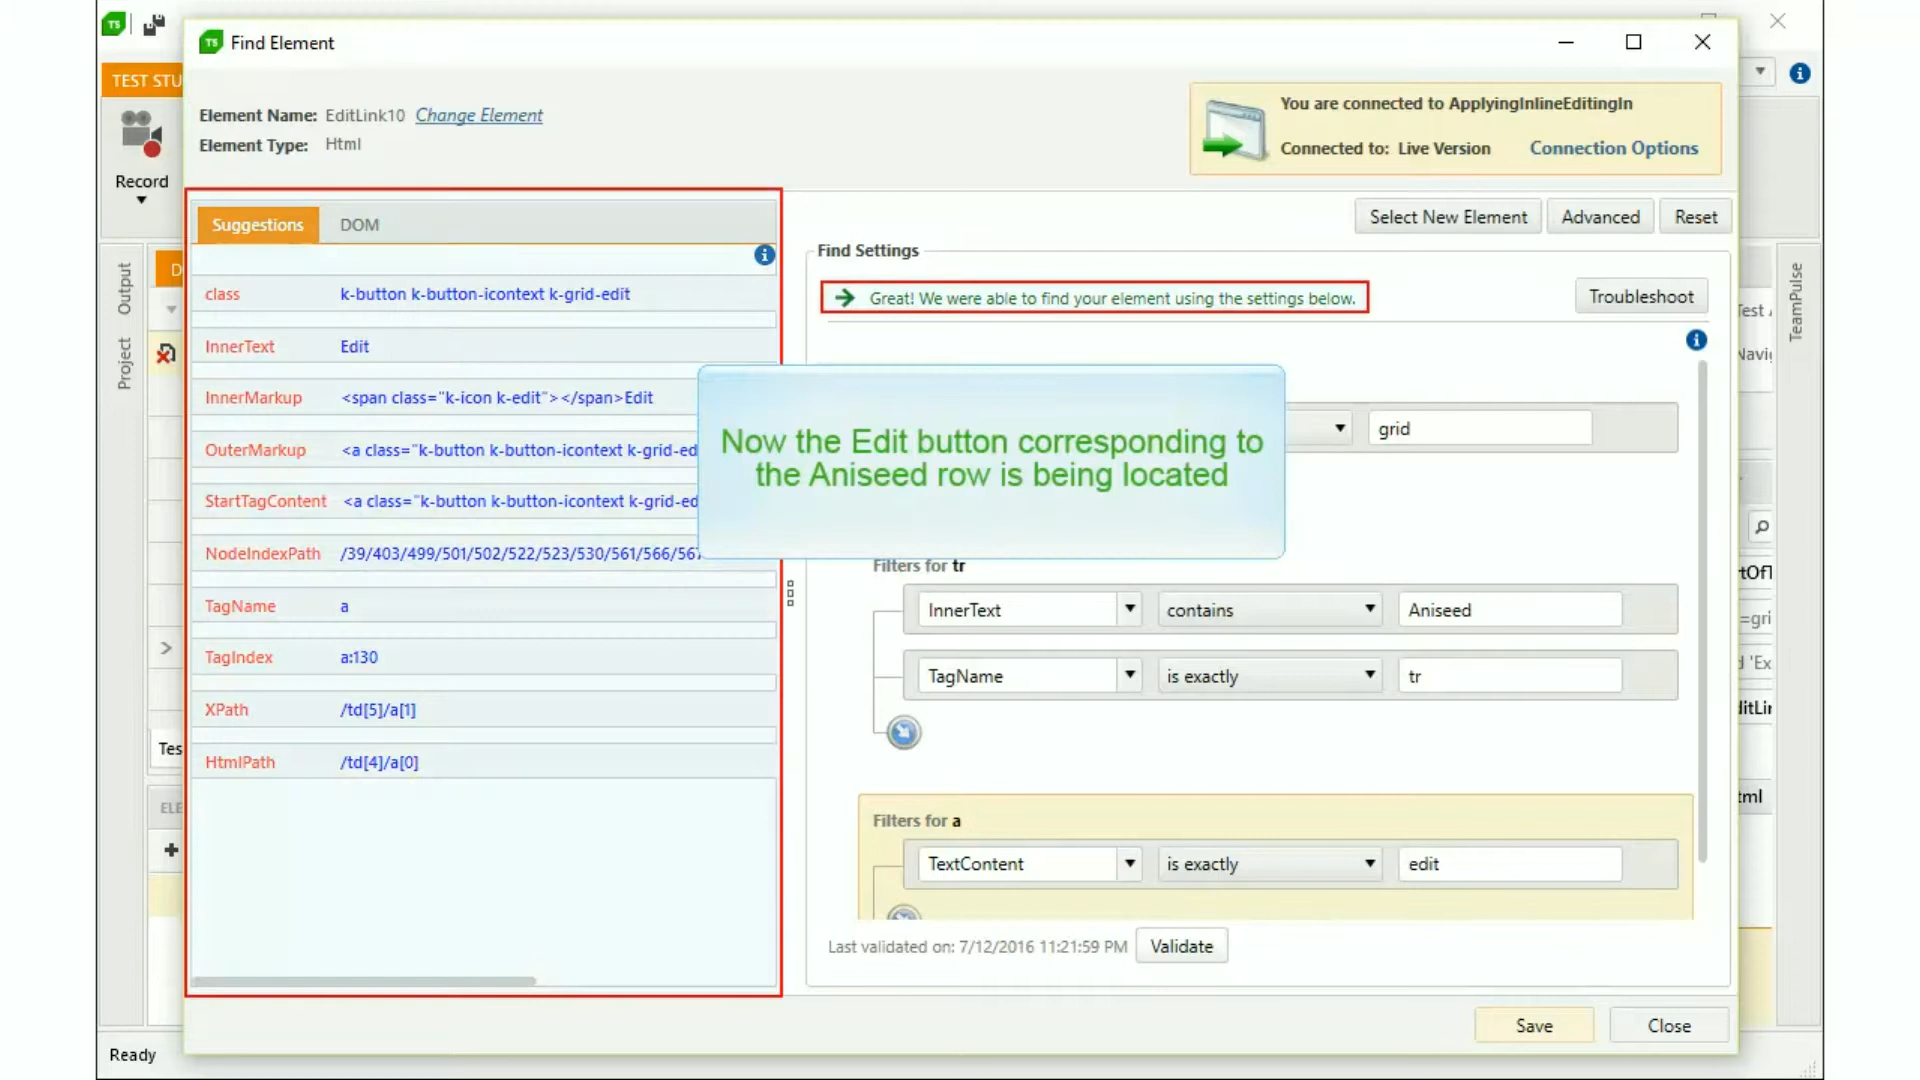 TS
TS Find Element
TEST STU
Element Name: EditLink10 Change Element
Element Type: Html
You are connected to ApplyingInlineEditingIn
Connected to: Live Version Connection Options
Record
Suggestions DOM
Select New Element Advanced Reset
Find Settings
Great! We were able to find your element using the settings below.
Troubleshoot
Output
Project
TeamPulse
class k-button k-button-icontext k-grid-edit
InnerText Edit
InnerMarkup <span class="k-icon k-edit"></span>Edit
OuterMarkup <a class="k-button k-button-icontext k-grid-ed
StartTagContent <a class="k-button k-button-icontext k-grid-ed
NodeIndexPath /39/403/499/501/502/522/523/530/561/566/567
TagName a
TagIndex a:130
XPath /td[5]/a[1]
HtmlPath /td[4]/a[0]
Now the Edit button corresponding to
the Aniseed row is being located
grid
Filters for tr
InnerText contains Aniseed
TagName is exactly tr
Filters for a
TextContent is exactly edit
Last validated on: 7/12/2016 11:21:59 PM Validate
Save Close
Tes
ELE
Ready